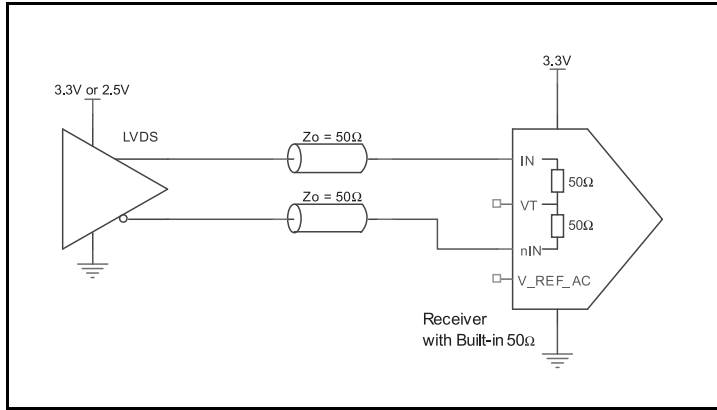 3.3V
3.3V or 2.5V
LVDS
Zo = 50Ω
IN
50Ω
Zo = 50Ω
VT
50Ω
nIN
V_REF_AC
Receiver
with Built-in 50Ω